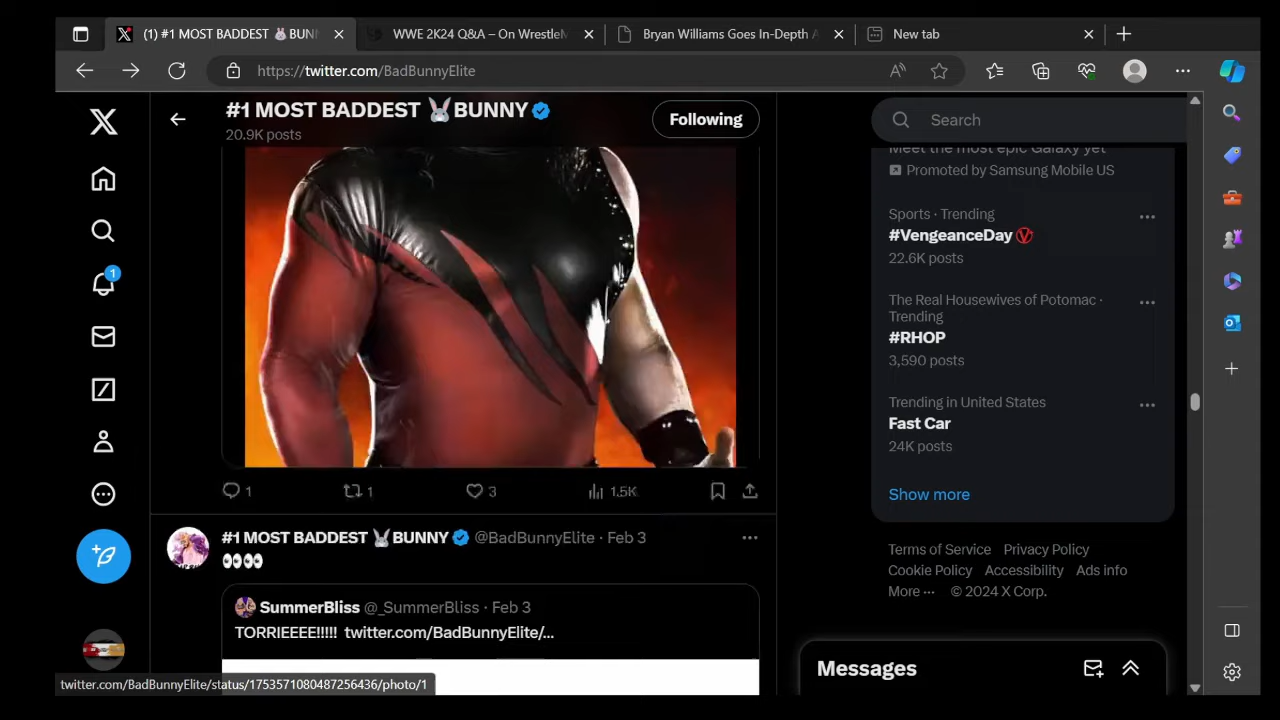 (1) #1 MOST BADDEST 🐰BUN
WWE 2K24 Q&A – On WrestleM
Bryan Williams Goes In-Depth A
New tab
https://twitter.com/BadBunnyElite
#1 MOST BADDEST 🐰BUNNY
20.9K posts
Following
Search
Meet the most epic Galaxy yet
Promoted by Samsung Mobile US
Sports · Trending
#VengeanceDay
22.6K posts
The Real Housewives of Potomac ·
Trending
#RHOP
3,590 posts
Trending in United States
Fast Car
24K posts
Show more
1
1
1
3
1.5K
#1 MOST BADDEST 🐰BUNNY @BadBunnyElite · Feb 3
👀👀
SummerBliss @_SummerBliss · Feb 3
TORRIEEEE!!!!! twitter.com/BadBunnyElite/...
Terms of Service Privacy Policy
Cookie Policy Accessibility Ads info
More ··· © 2024 X Corp.
Messages
twitter.com/BadBunnyElite/status/1753571080487256436/photo/1